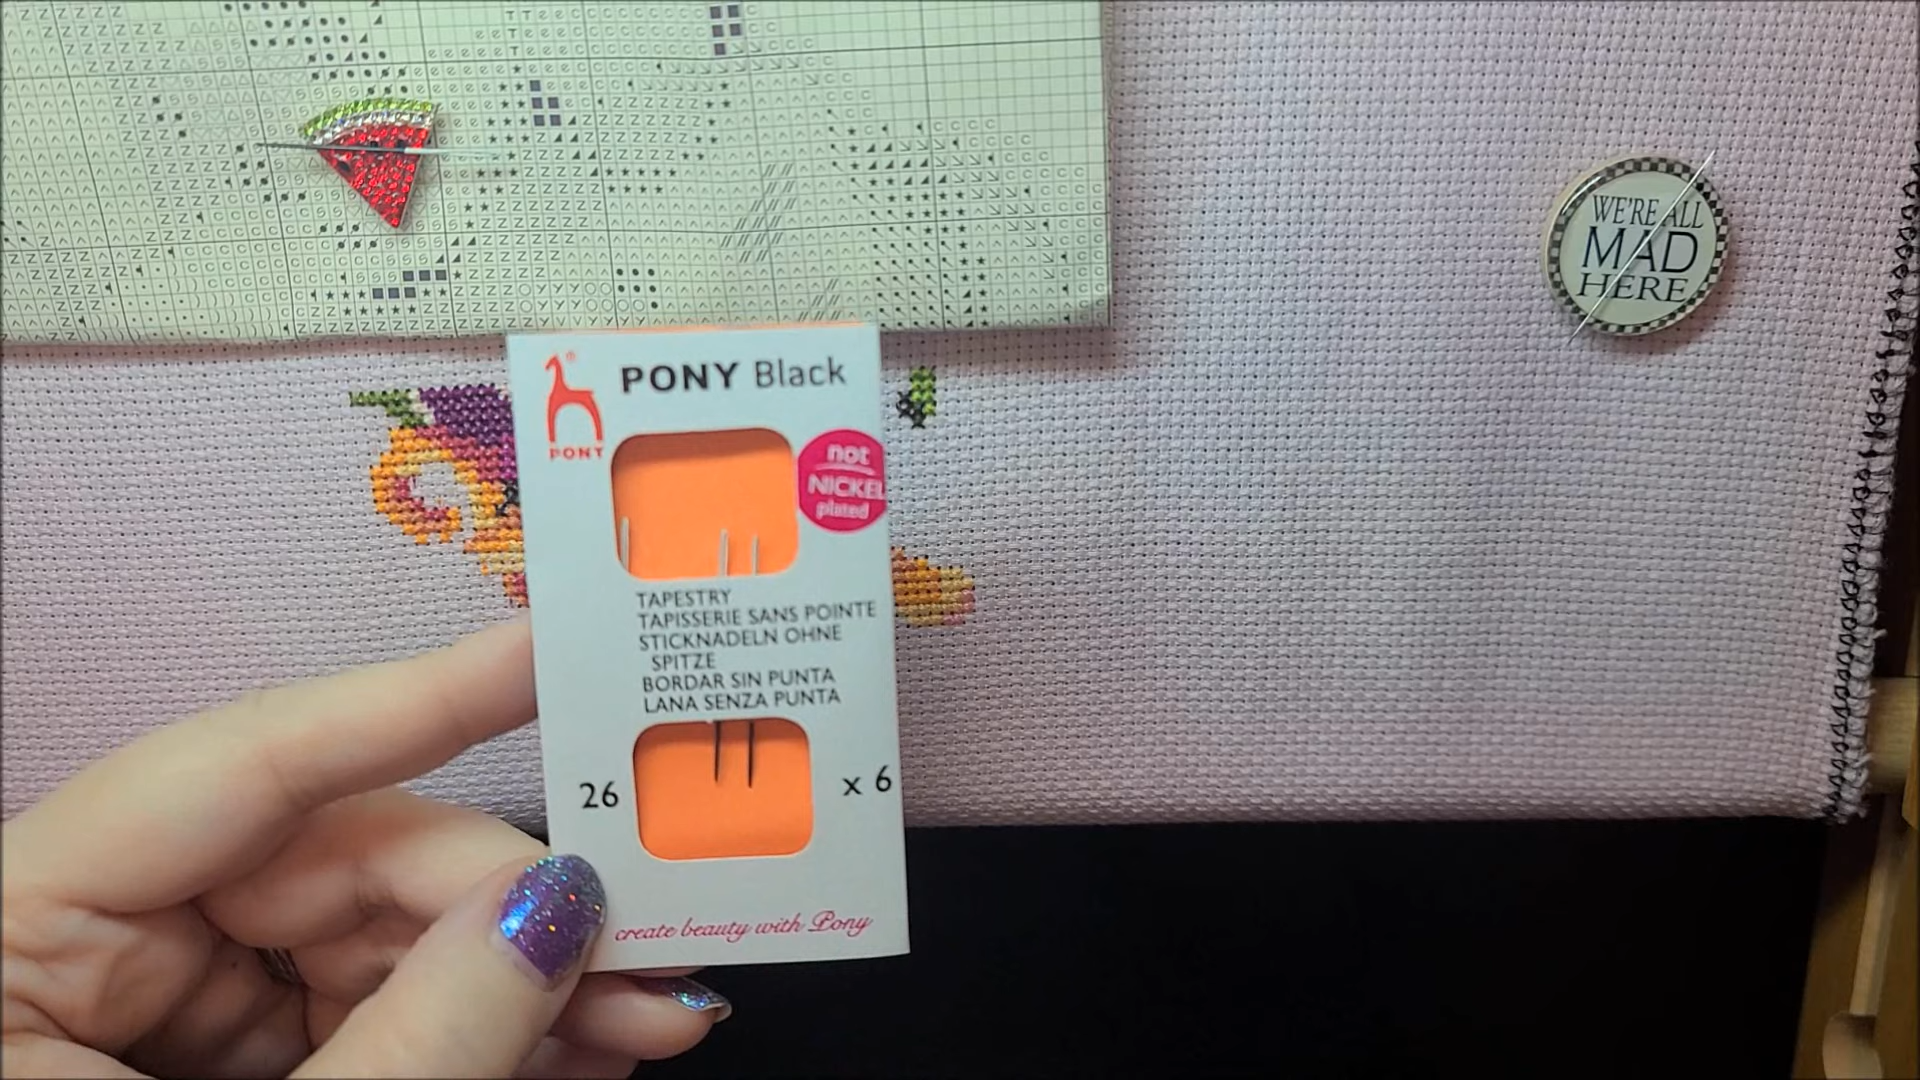 WE'RE ALL
MAD
HERE
PONY Black
PONY
not
NICKEL
plated
TAPESTRY
TAPISSERIE SANS POINTE
STICKNADELN OHNE
SPITZE
BORDAR SIN PUNTA
LANA SENZA PUNTA
26 x 6
create beauty with Pony